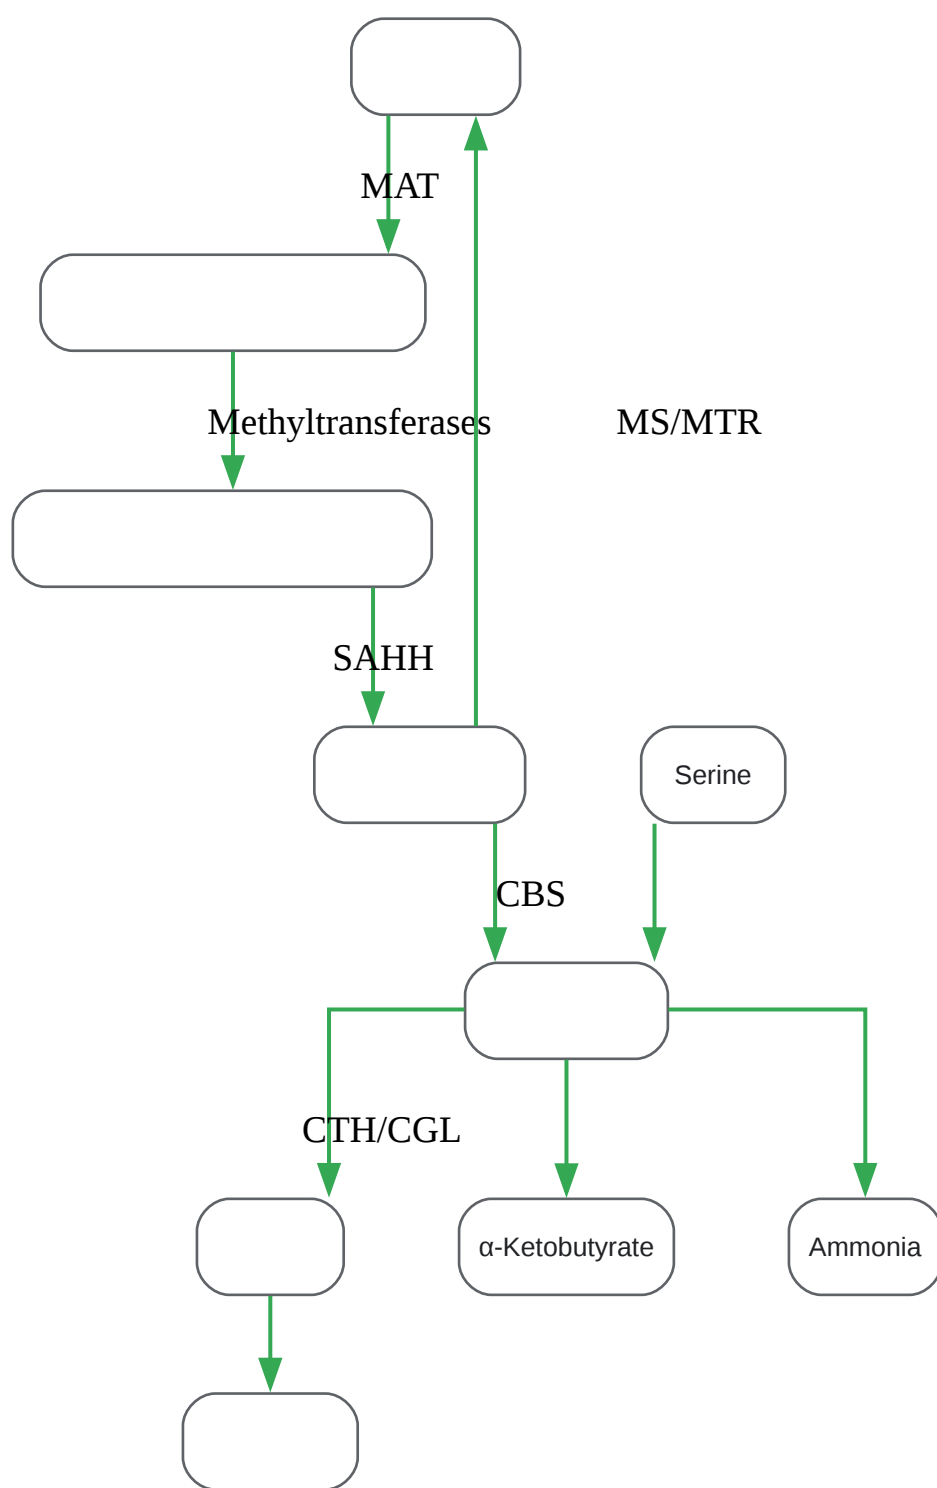 MAT
Methyltransferases
MS/MTR
SAHH
Serine
CBS
CTH/CGL
α-Ketobutyrate
Ammonia